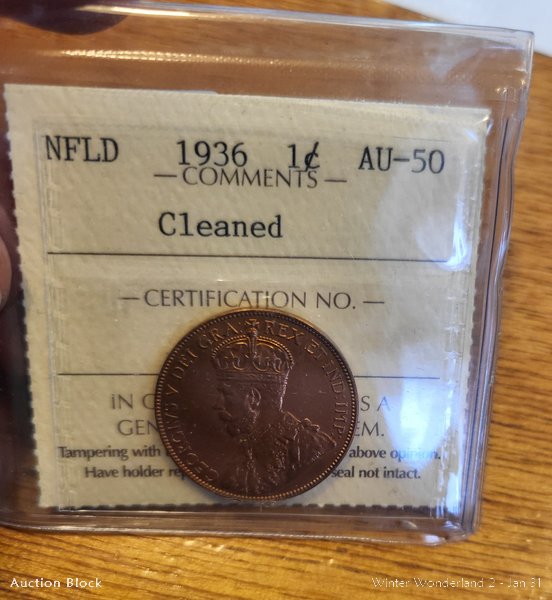 NFLD 1936 1¢ AU-50
— COMMENTS —
Cleaned
— CERTIFICATION NO. —
IN
GEN EM.
Tampering with above opinion.
Have holder seal not intact.
GEORGIVS V DEI GRA: REX ET IND: IMP:
Auction Block
Winter Wonderland 2 - Jan 31